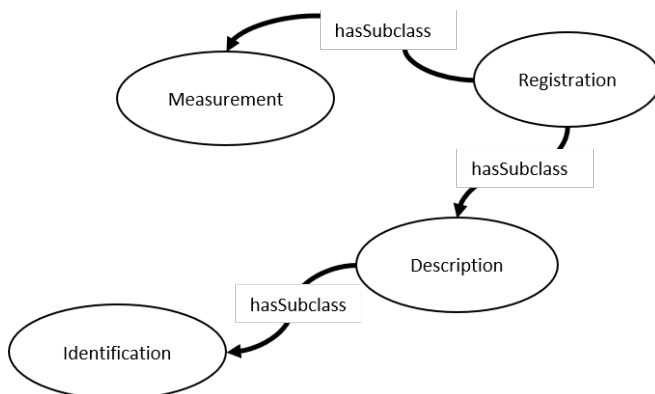 hasSubclass
Registration
Measurement
hasSubclass
Description
hasSubclass
Identification